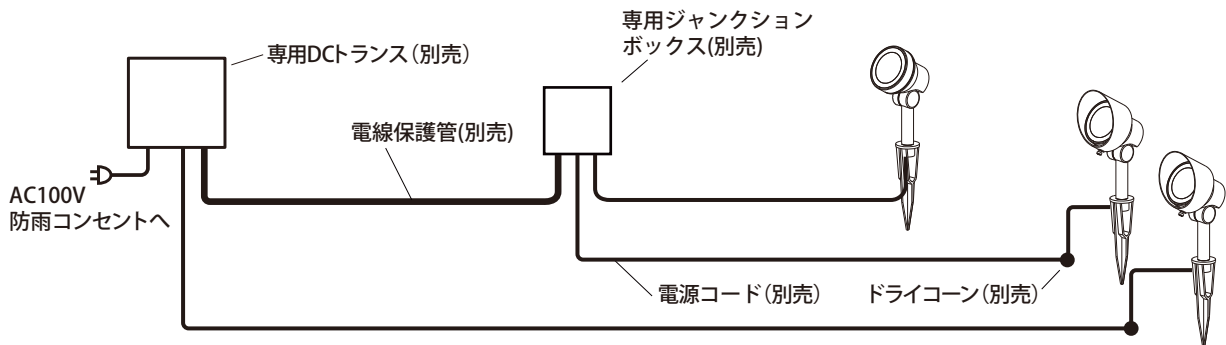 専用DCトランス（別売）
専用ジャンクション
ボックス(別売)
電線保護管(別売)
AC100V
防雨コンセントへ
電源コード（別売）
ドライコーン（別売）